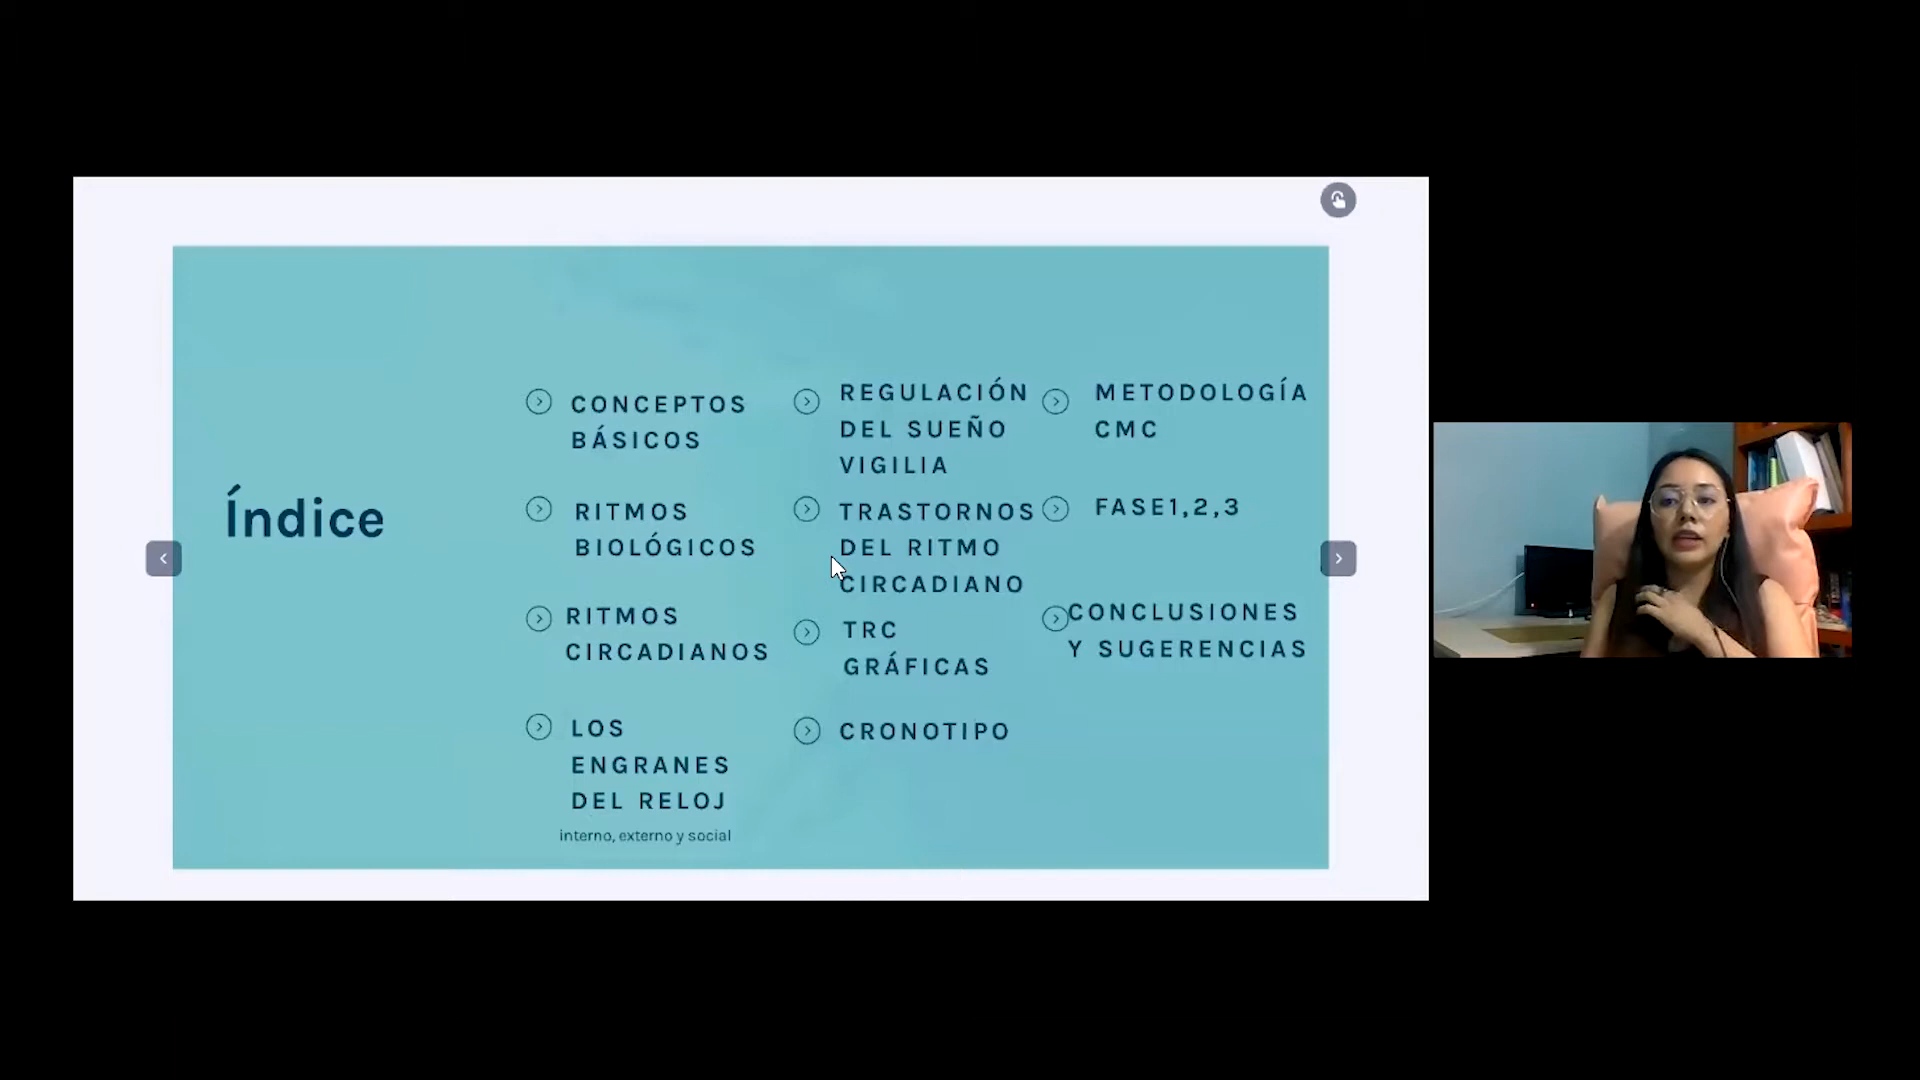 Índice
CONCEPTOS
BÁSICOS
RITMOS
BIOLÓGICOS
RITMOS
CIRCADIANOS
LOS
ENGRANES
DEL RELOJ
interno, externo y social
REGULACIÓN
DEL SUEÑO
VIGILIA
TRASTORNOS
DEL RITMO
CIRCADIANO
TRC
GRÁFICAS
CRONOTIPO
METODOLOGÍA
CMC
FASE1,2,3
CONCLUSIONES
Y SUGERENCIAS